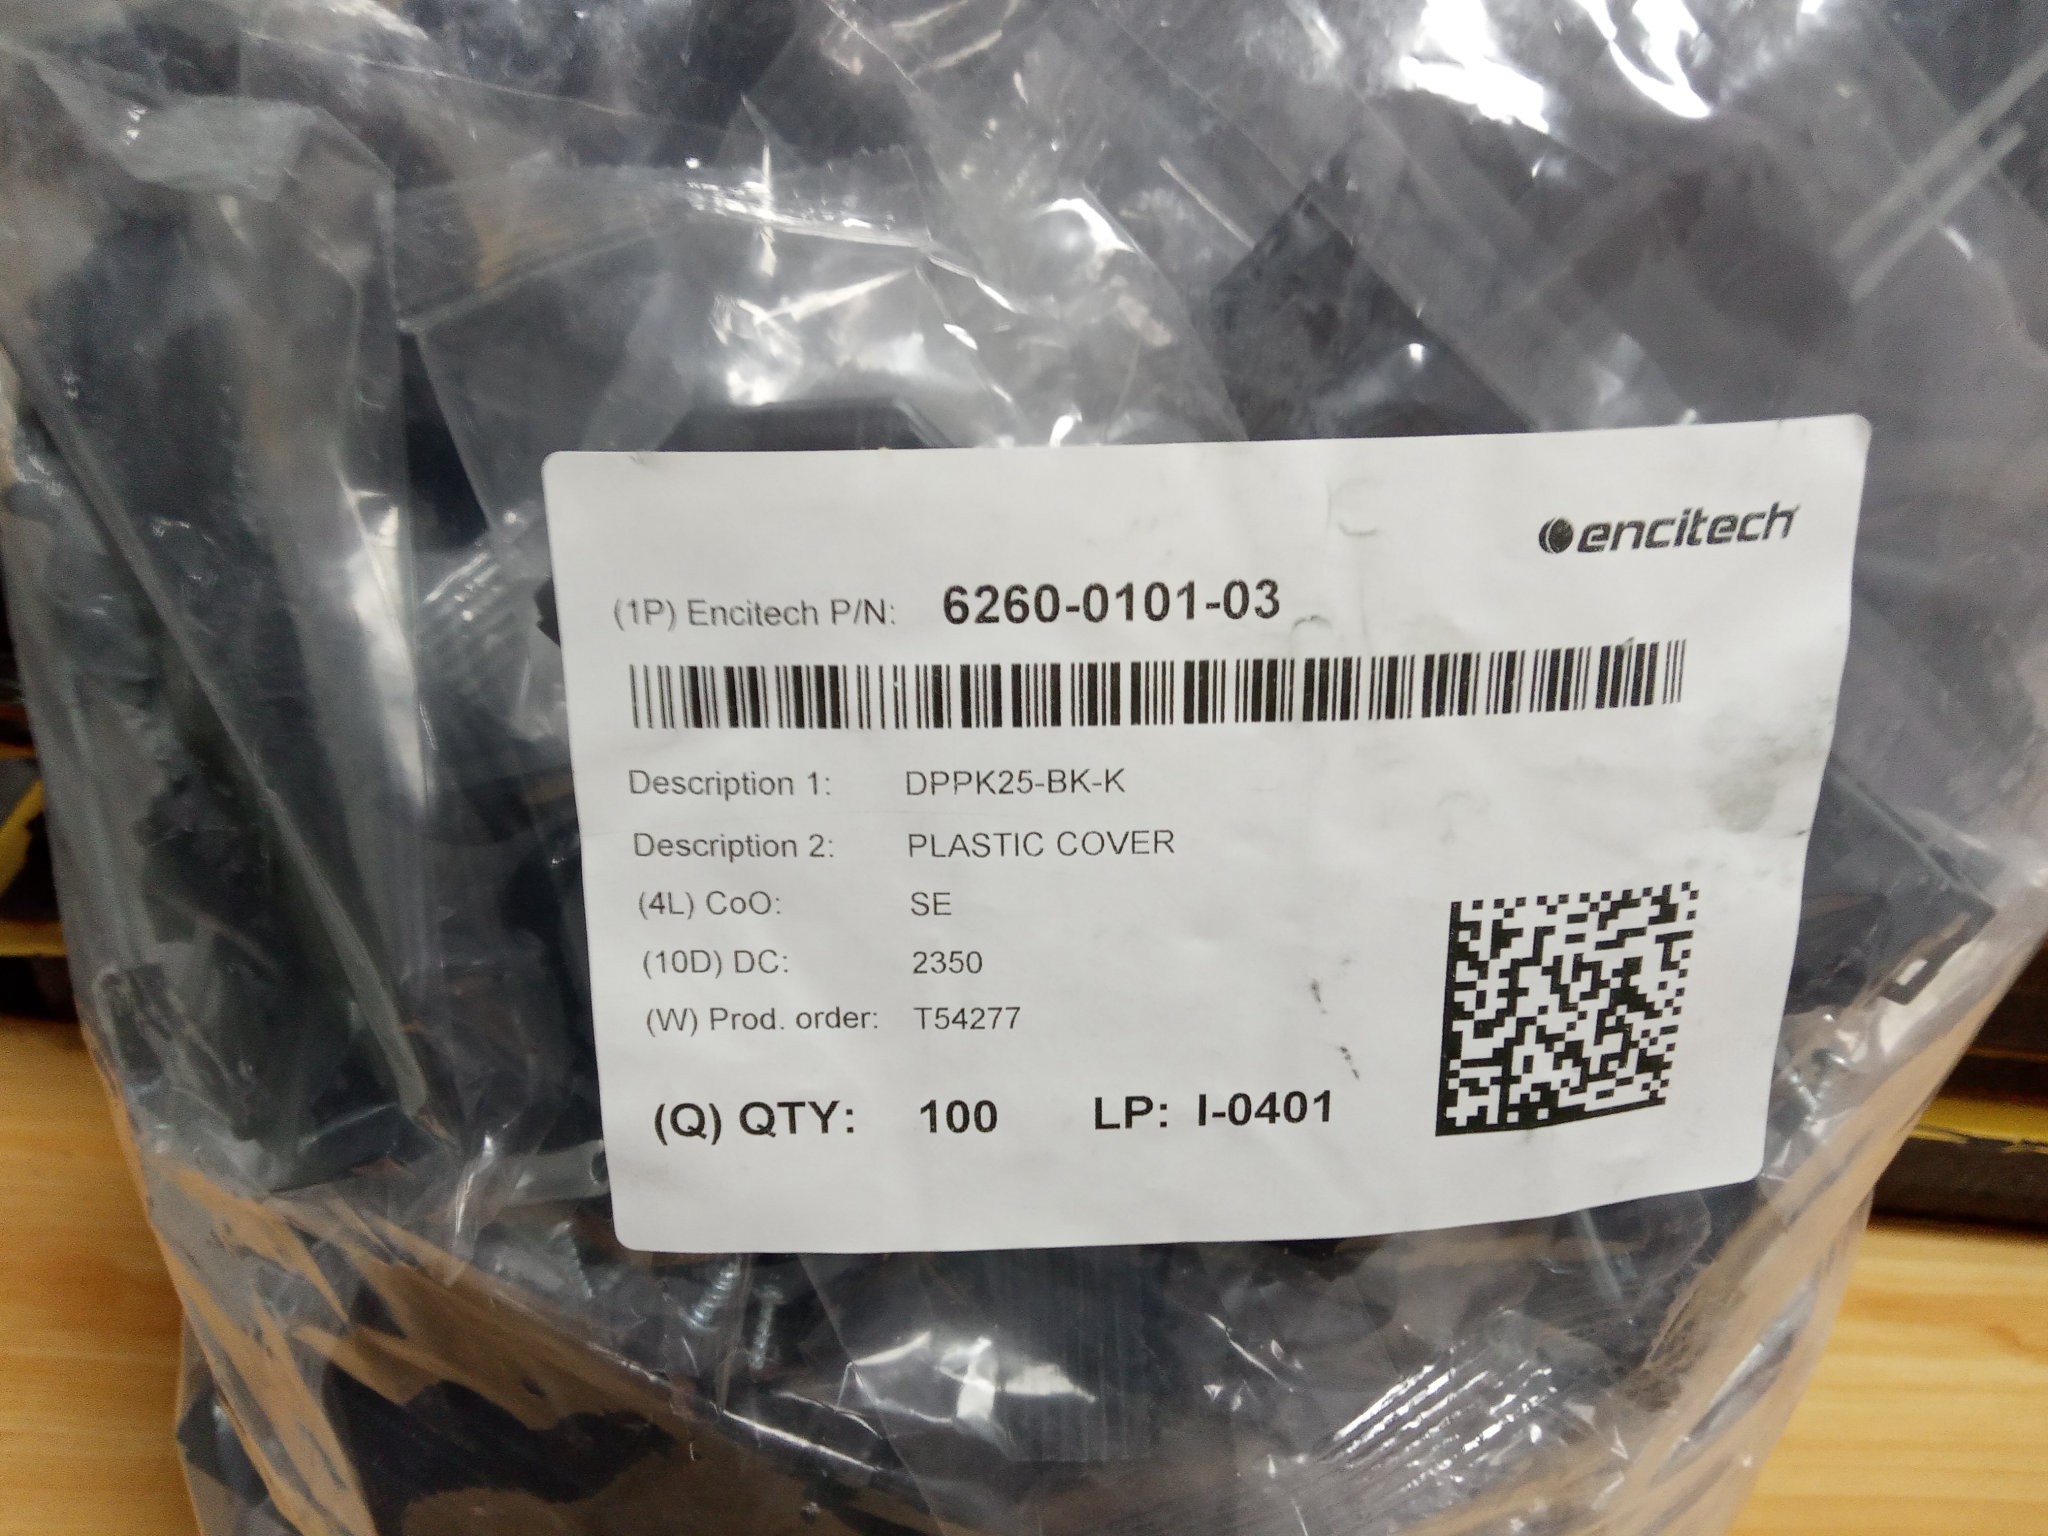 encitech
(1P) Encitech P/N: 6260-0101-03
Description 1: DPPK25-BK-K
Description 2: PLASTIC COVER
(4L) CoO: SE
(10D) DC: 2350
(W) Prod. order: T54277
(Q) QTY: 100 LP: I-0401